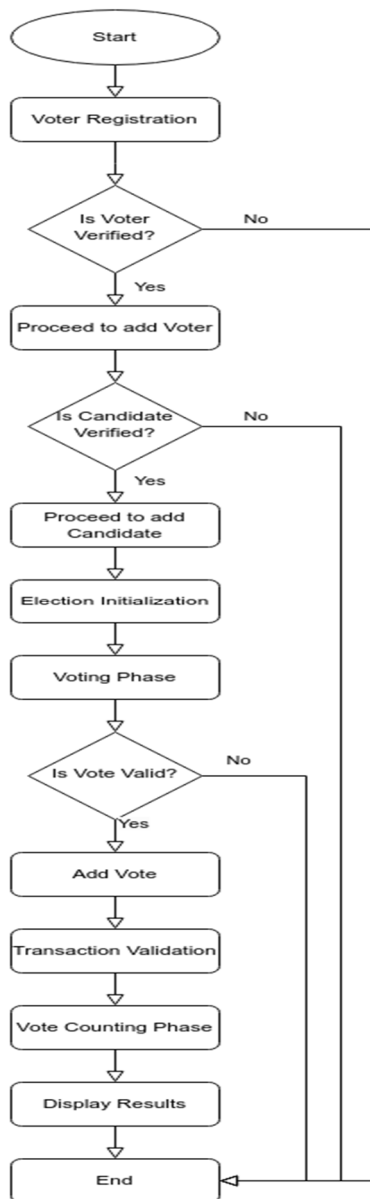 Start
Voter Registration
Is Voter
Verified?
No
Yes
Proceed to add Voter
Is Candidate
Verified?
No
Yes
Proceed to add
Candidate
Election Initialization
Voting Phase
Is Vote Valid?
No
Yes
Add Vote
Transaction Validation
Vote Counting Phase
Display Results
End